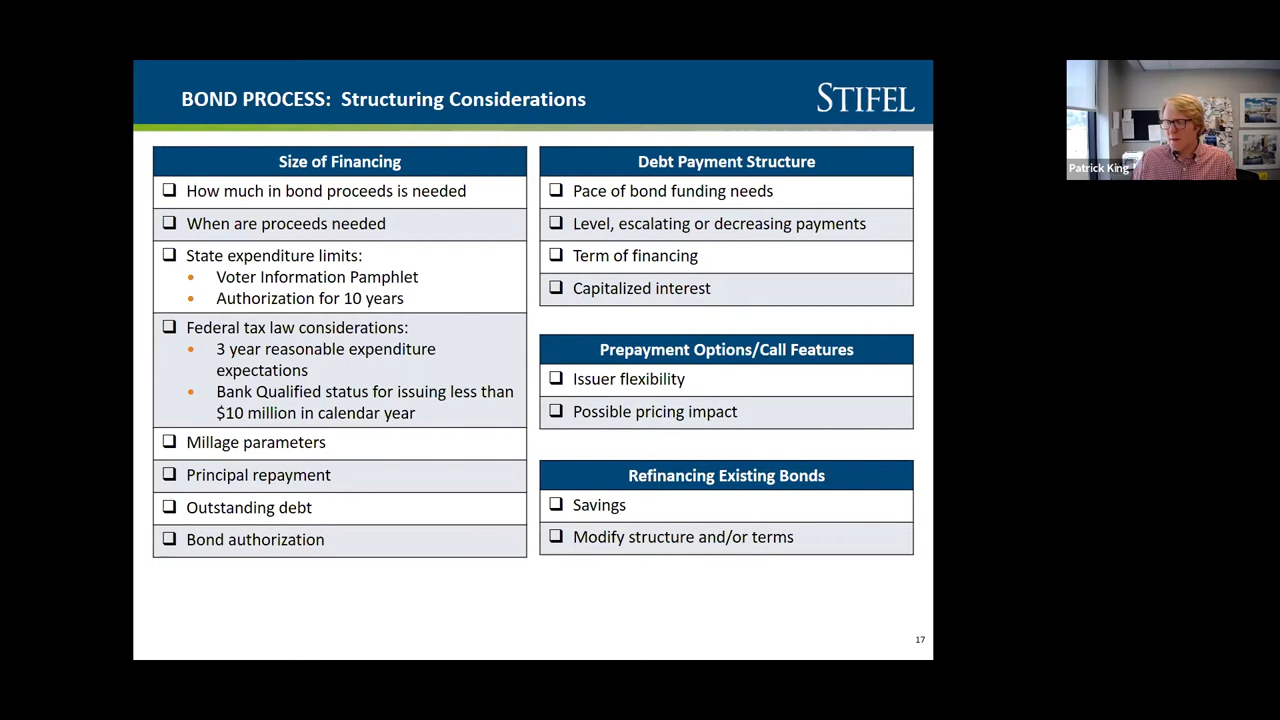 BOND PROCESS: Structuring Considerations
STIFEL
Size of Financing
How much in bond proceeds is needed
When are proceeds needed
State expenditure limits:
• Voter Information Pamphlet
• Authorization for 10 years
Federal tax law considerations:
• 3 year reasonable expenditure
expectations
• Bank Qualified status for issuing less than
$10 million in calendar year
Millage parameters
Principal repayment
Outstanding debt
Bond authorization
Debt Payment Structure
Pace of bond funding needs
Level, escalating or decreasing payments
Term of financing
Capitalized interest
Prepayment Options/Call Features
Issuer flexibility
Possible pricing impact
Refinancing Existing Bonds
Savings
Modify structure and/or terms
17
Patrick King